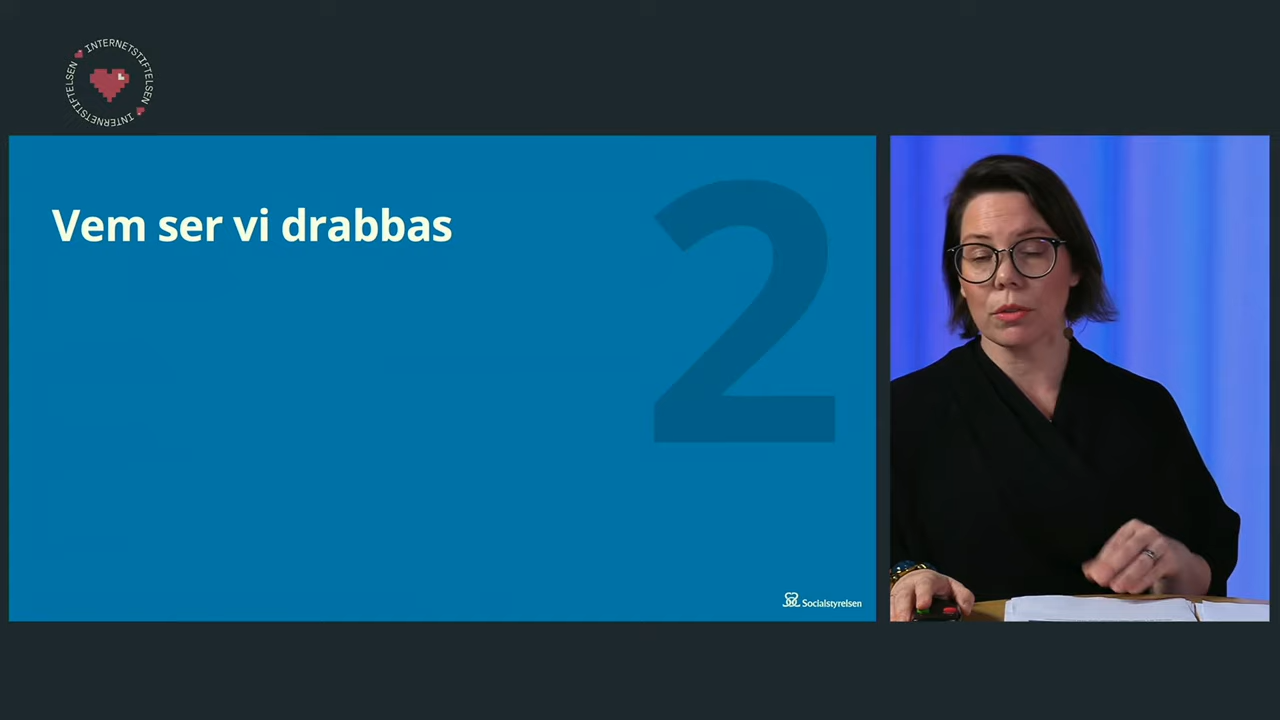 INTERNETSTIFTELSEN
INTERNETSTIFTELSEN
Vem ser vi drabbas
2
Socialstyrelsen